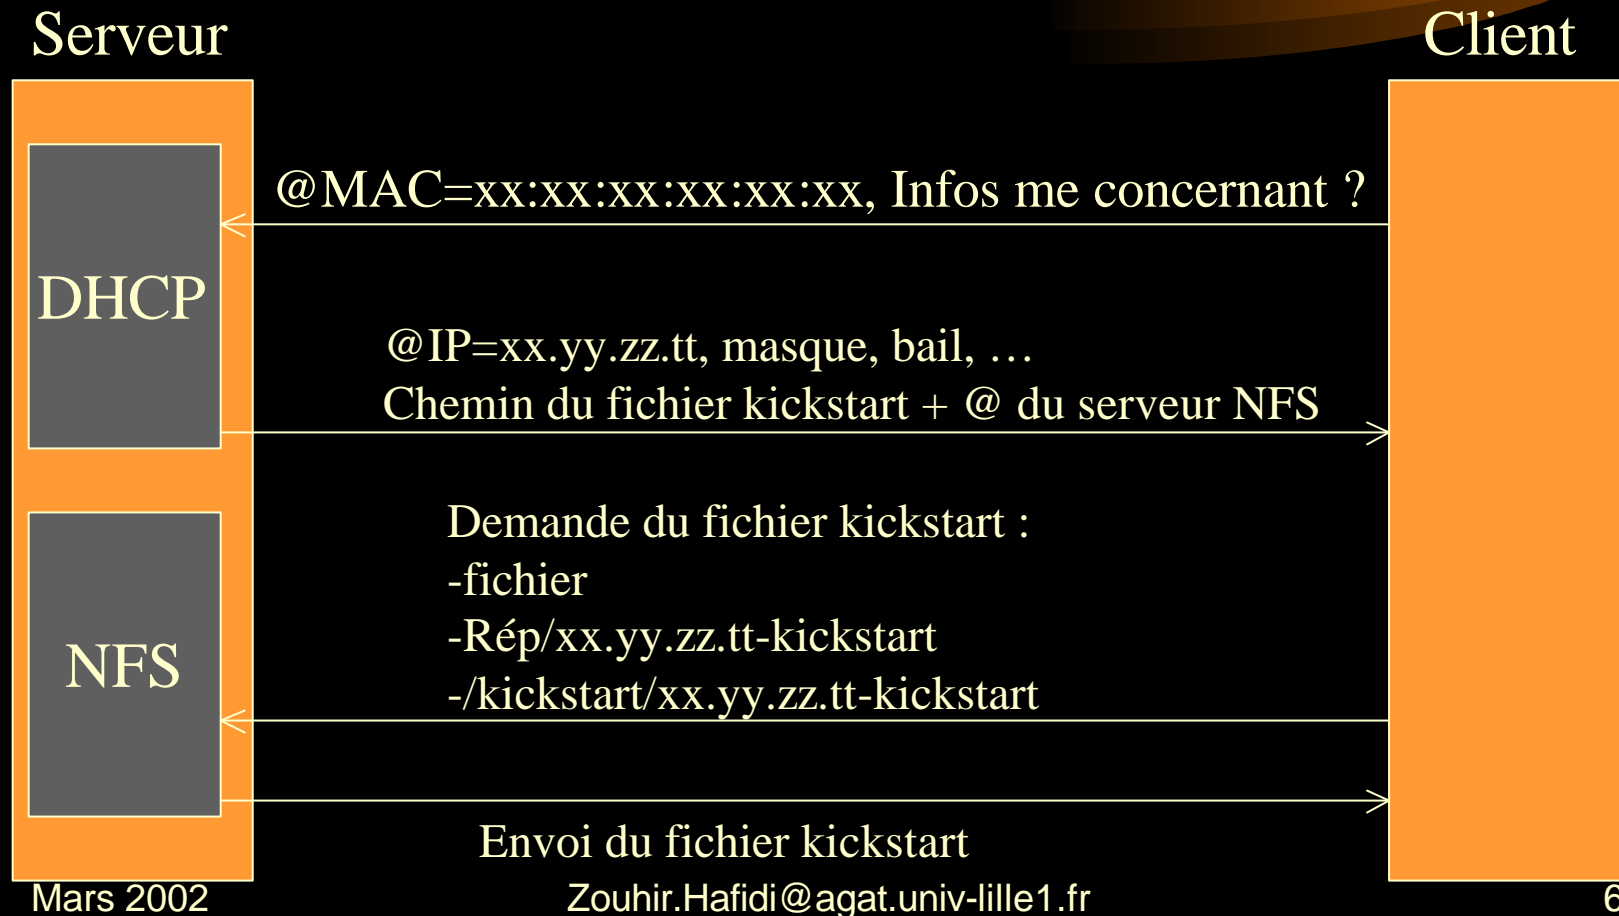 Serveur
Client
@MAC=xx:xx:xx:xx:xx:xx, Infos me concernant ?
DHCP
@IP=xx.yy.zz.tt, masque, bail, …
Chemin du fichier kickstart + @ du serveur NFS
Demande du fichier kickstart :
-fichier
-Rép/xx.yy.zz.tt-kickstart
-/kickstart/xx.yy.zz.tt-kickstart
NFS
Envoi du fichier kickstart
Mars 2002
Zouhir.Hafidi@agat.univ-lille1.fr
6